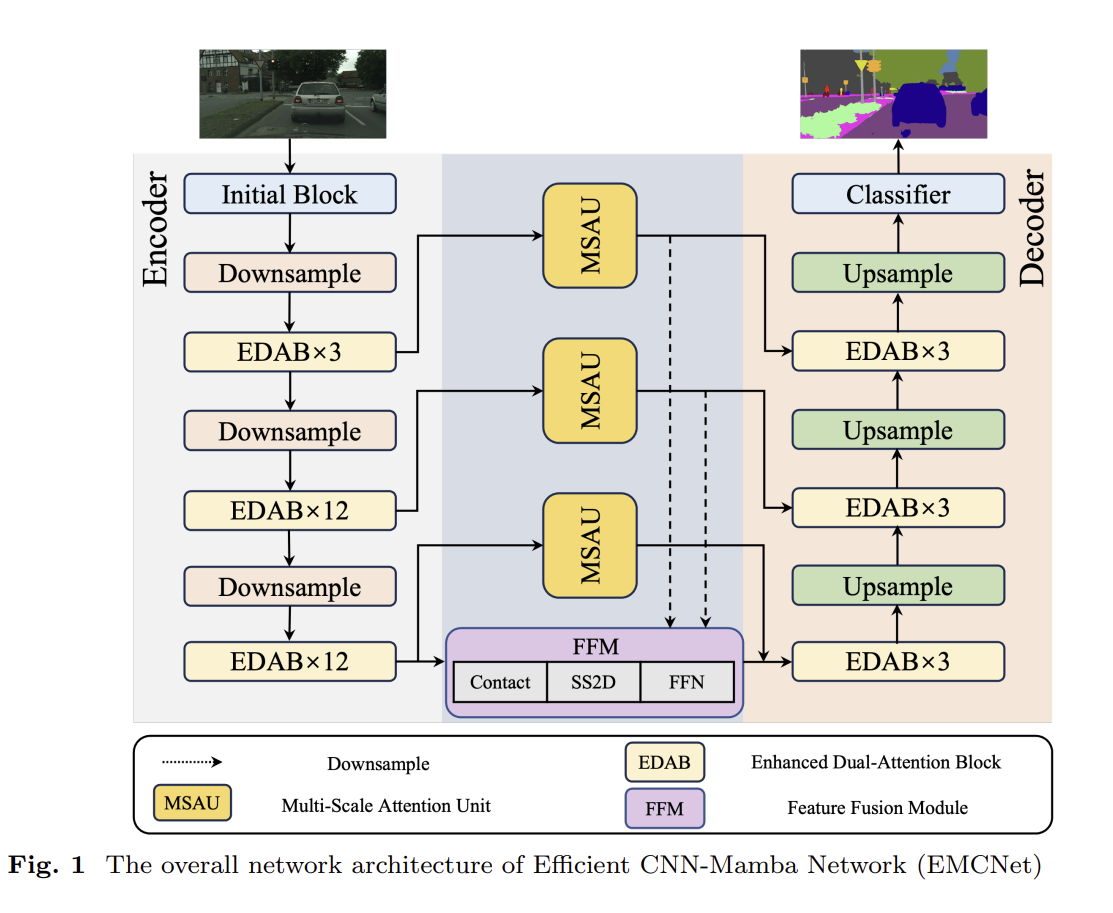 Encoder
Initial Block
Downsample
EDAB×3
Downsample
EDAB×12
Downsample
EDAB×12
MSAU
MSAU
MSAU
FFM
Contact
SS2D
FFN
Decoder
Classifier
Upsample
EDAB×3
Upsample
EDAB×3
Upsample
EDAB×3
Downsample
EDAB
Enhanced Dual-Attention Block
MSAU
Multi-Scale Attention Unit
FFM
Feature Fusion Module
Fig. 1 The overall network architecture of Efficient CNN-Mamba Network (EMCNet)